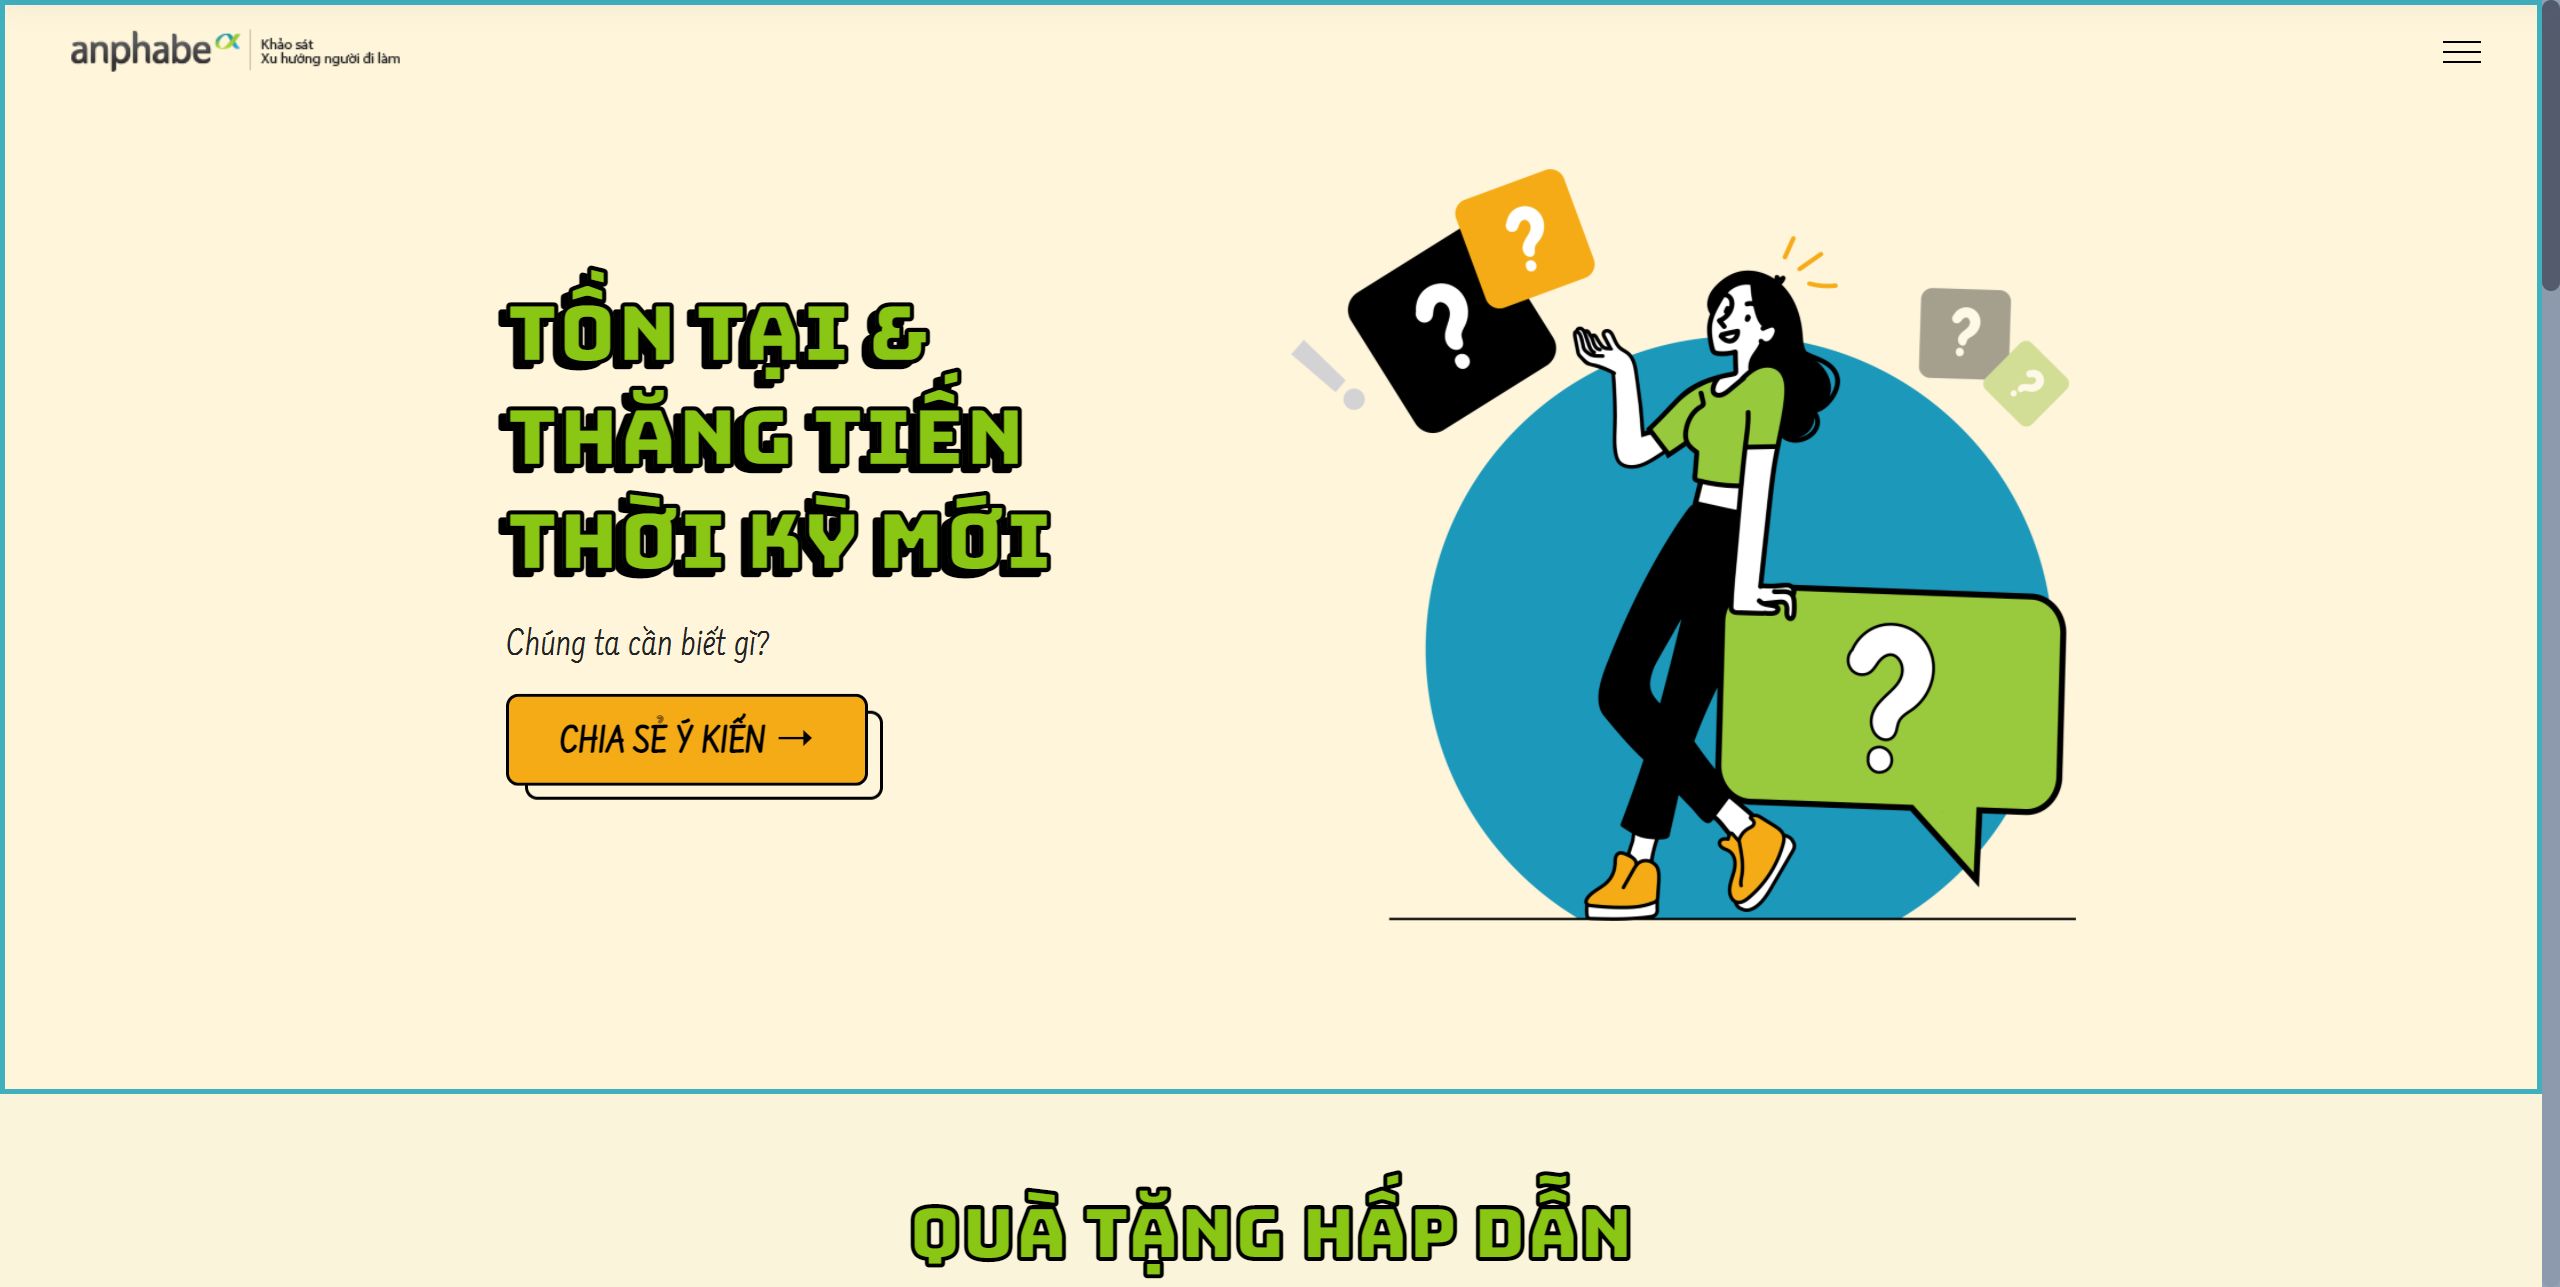 anphabe
Khảo sát
Xu hướng người đi làm
TỒN TẠI &
THĂNG TIẾN
THỜI KỲ MỚI
Chúng ta cần biết gì?
CHIA SẺ Ý KIẾN →
?
?
!
?
?
?
QUÀ TẶNG HẤP DẪN